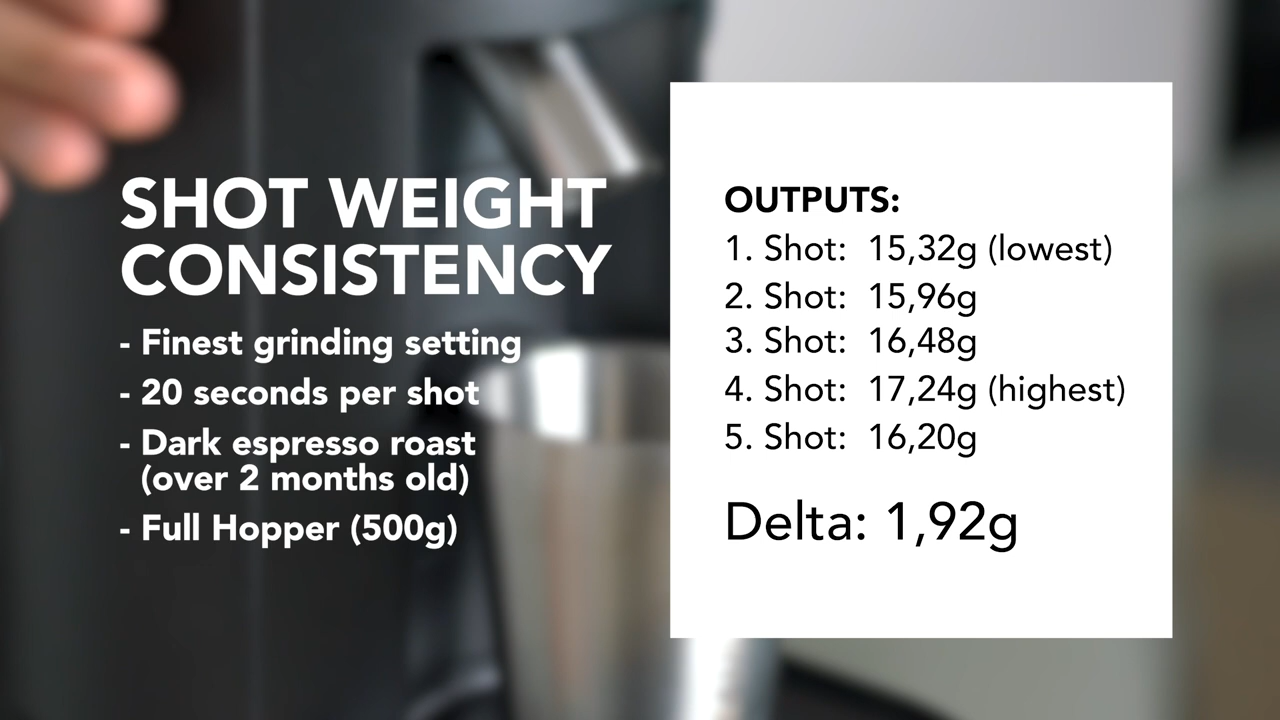 SHOT WEIGHT
CONSISTENCY
- Finest grinding setting
- 20 seconds per shot
- Dark espresso roast
(over 2 months old)
- Full Hopper (500g)
OUTPUTS:
1. Shot: 15,32g (lowest)
2. Shot: 15,96g
3. Shot: 16,48g
4. Shot: 17,24g (highest)
5. Shot: 16,20g
Delta: 1,92g